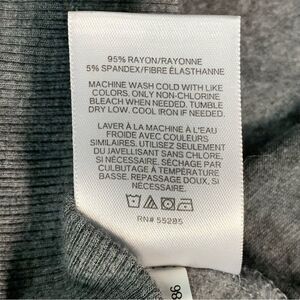 95% RAYON/RAYONNE
5% SPANDEX/FIBRE ÉLASTHANNE
MACHINE WASH COLD WITH LIKE
COLORS. ONLY NON-CHLORINE
BLEACH WHEN NEEDED. TUMBLE
DRY LOW. COOL IRON IF NEEDED.
LAVER À LA MACHINE À L'EAU
FROIDE AVEC COULEURS
SIMILAIRES, UTILISEZ SEULEMENT
DU JAVELLISANT SANS CHLORE,
SI NÉCESSAIRE. SÉCHAGE PAR
CULBUTAGE À TEMPÉRATURE
BASSE. REPASSAGE DOUX, SI
NÉCESSAIRE.
RN# 55285
86